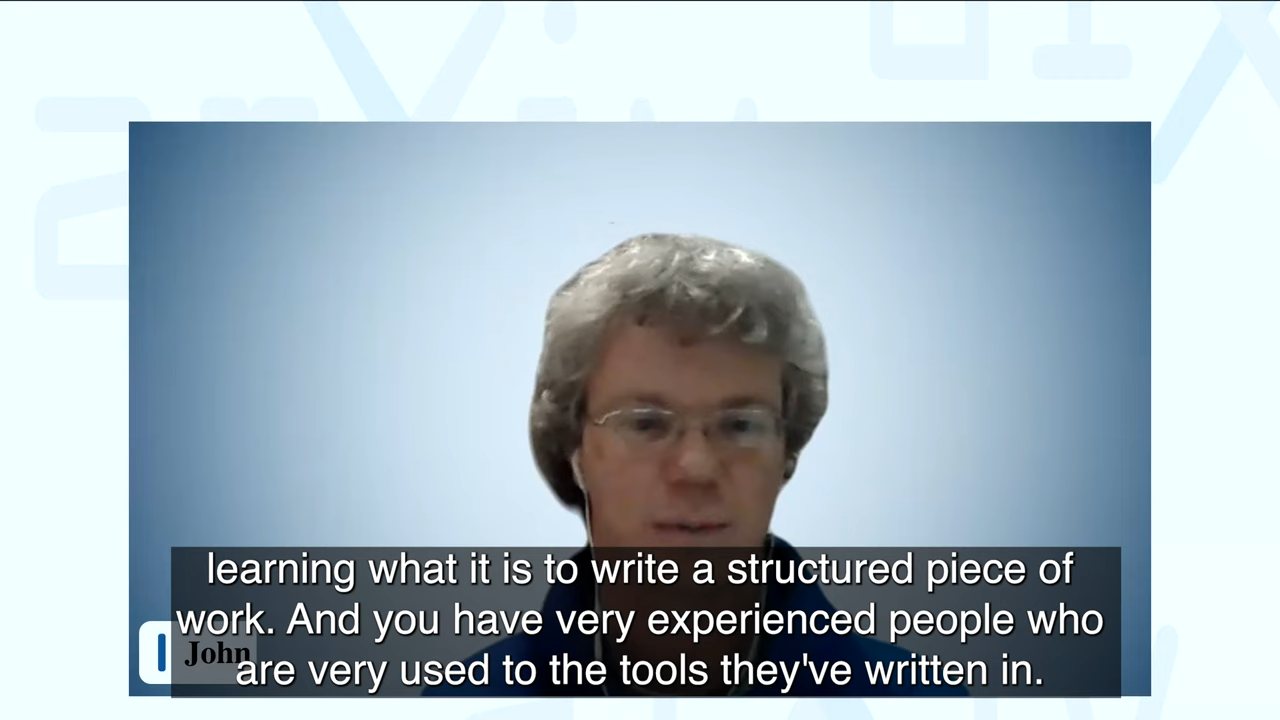 arXiv
learning what it is to write a structured piece of
work. And you have very experienced people who
John
are very used to the tools they've written in.